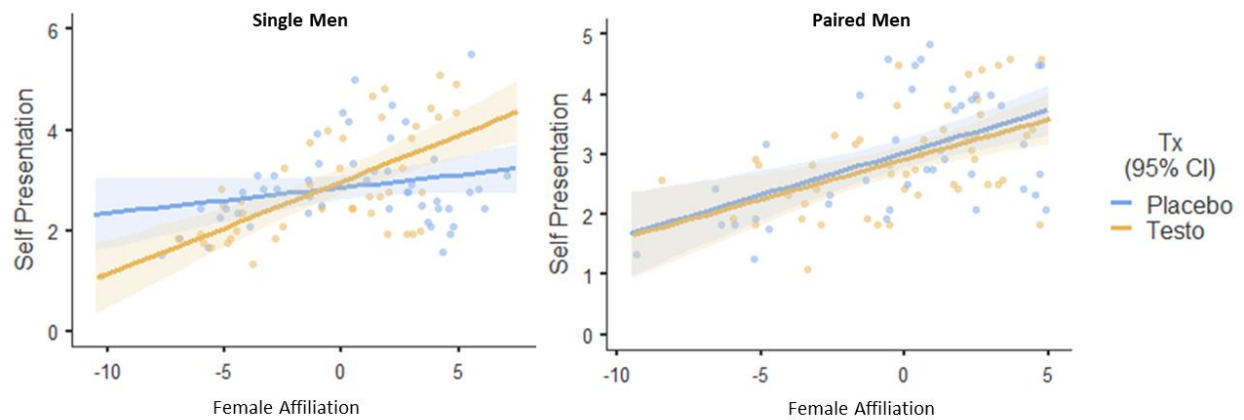 Single Men
Self Presentation
6
4
2
0
-10
-5
0
5
Female Affiliation
Paired Men
Self Presentation
5
4
3
2
1
0
-10
-5
0
5
Female Affiliation
Tx
(95% CI)
Placebo
Testo